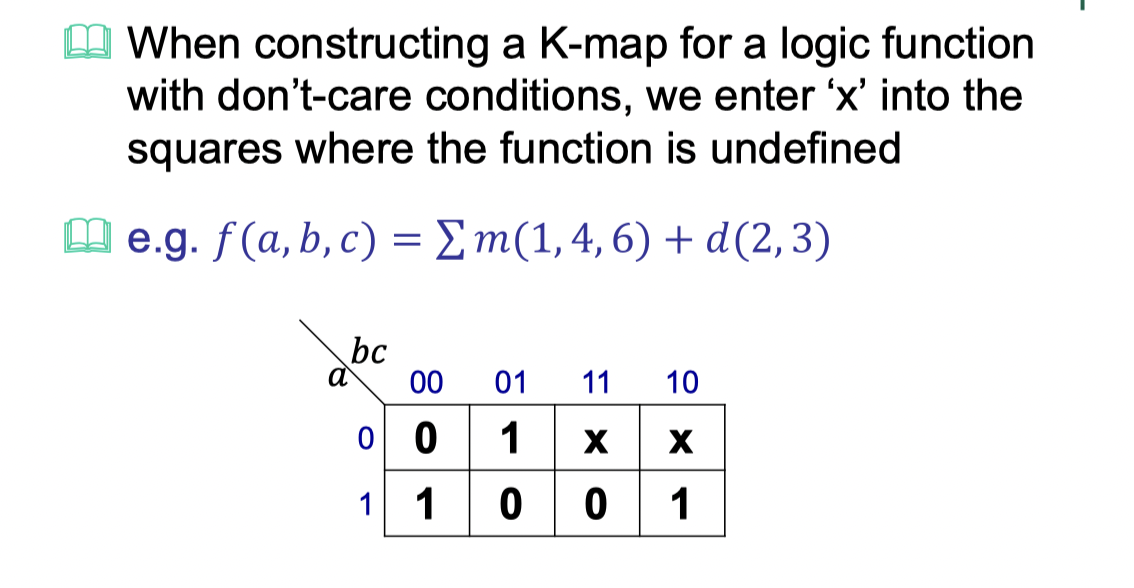 When constructing a K-map for a logic function
with don’t-care conditions, we enter ‘x’ into the
squares where the function is undefined
e.g. f(a, b, c) = ∑ m(1, 4, 6) + d(2, 3)
bc
a
00 01 11 10
0 0 1 x x
1 1 0 0 1